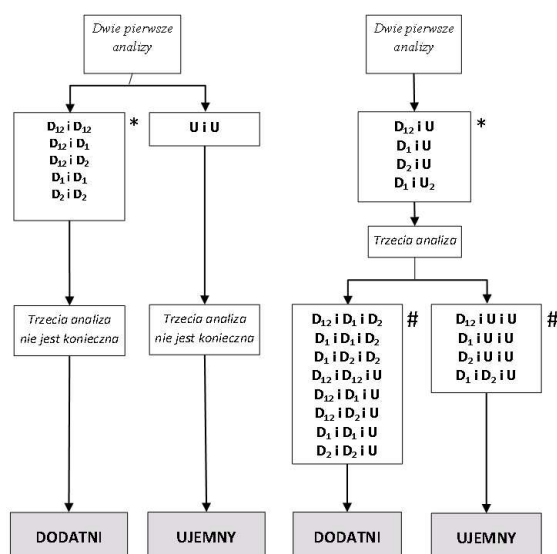 Dwie pierwsze
analizy
D₁₂ i D₁₂
D₁₂ i D₁
D₁₂ i D₂
D₁ i D₁
D₂ i D₂
*
U i U
Trzecia analiza
nie jest konieczna
Trzecia analiza
nie jest konieczna
DODATNI
UJEMNY
Dwie pierwsze
analizy
D₁₂ i U
D₁ i U
D₂ i U
D₁ i U₂
*
Trzecia analiza
D₁₂ i D₁ i D₂
D₁ i D₁ i D₂
D₁ i D₂ i D₂
D₁₂ i D₁₂ i U
D₁₂ i D₁ i U
D₁₂ i D₂ i U
D₁ i D₁ i U
D₂ i D₂ i U
#
D₁₂ i U i U
D₁ i U i U
D₂ i U i U
D₁ i D₂ i U
#
DODATNI
UJEMNY